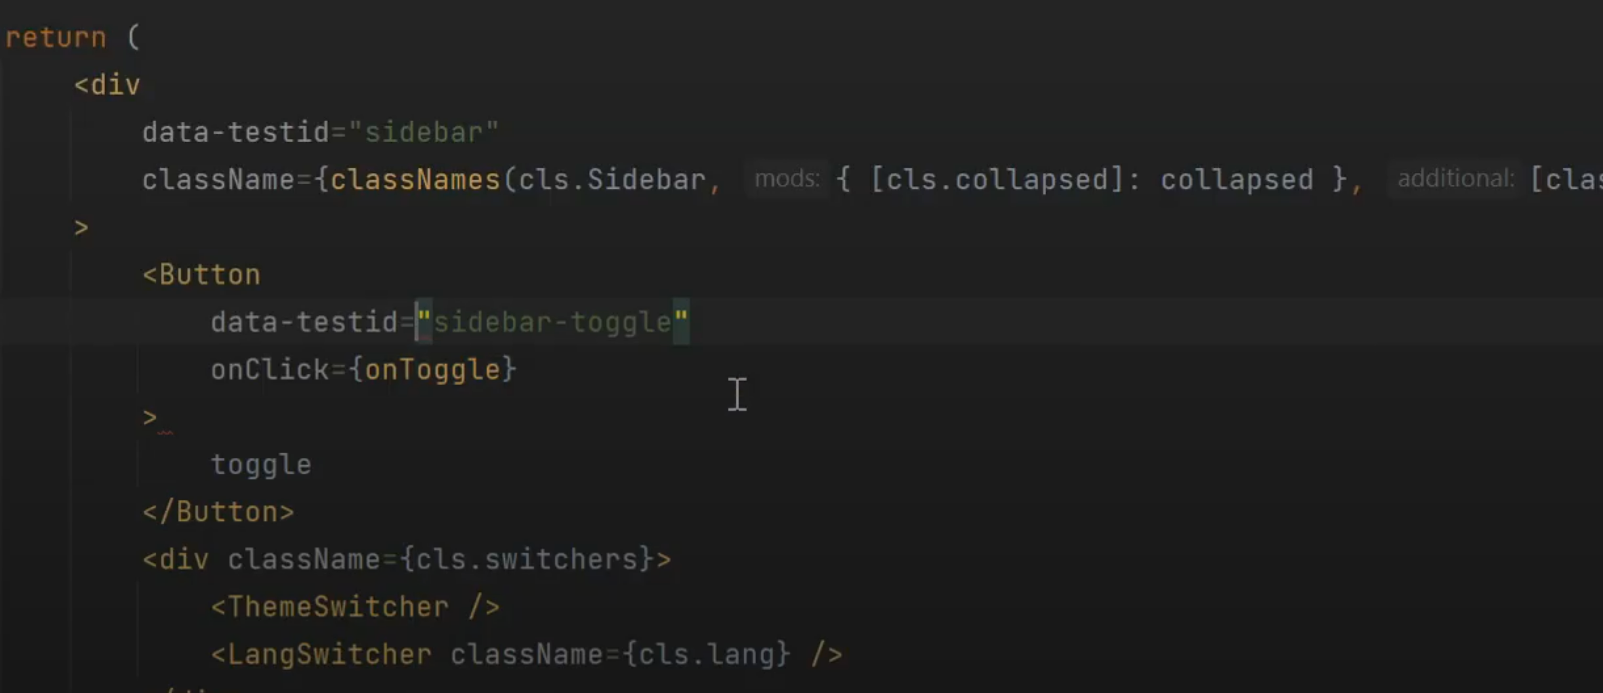 return (
<div
data-testid="sidebar"
className={classNames(cls.Sidebar, mods: { [cls.collapsed]: collapsed }, additional:
>
<Button
data-testid="sidebar-toggle"
onClick={onToggle}
>
toggle
</Button>
<div className={cls.switchers}>
<ThemeSwitcher />
<LangSwitcher className={cls.lang} />